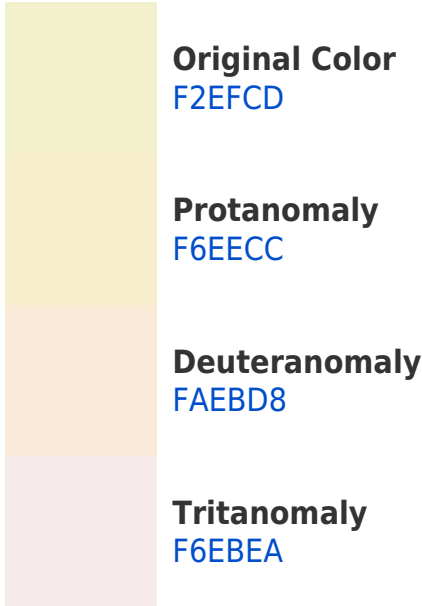 Original Color
F2EFCD
Protanomaly
F6EECC
Deuteranomaly
FAEBD8
Tritanomaly
F6EBEA